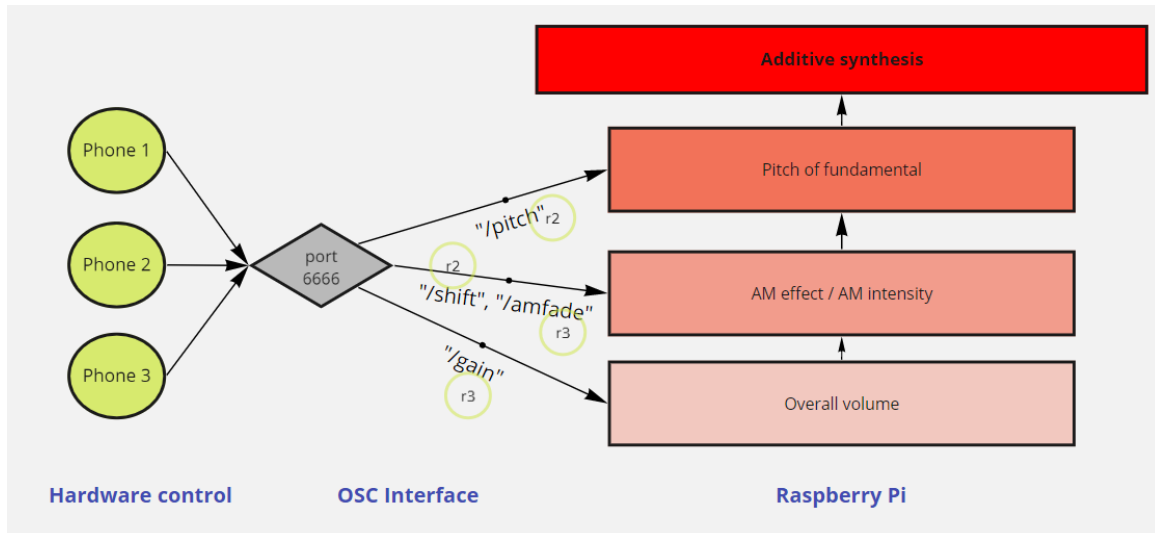 Additive synthesis
Phone 1
Phone 2
Phone 3
port
6666
"/pitch"
r2
r2
"/shift", "/amfade"
r3
"/gain"
r3
Pitch of fundamental
AM effect / AM intensity
Overall volume
Hardware control
OSC Interface
Raspberry Pi